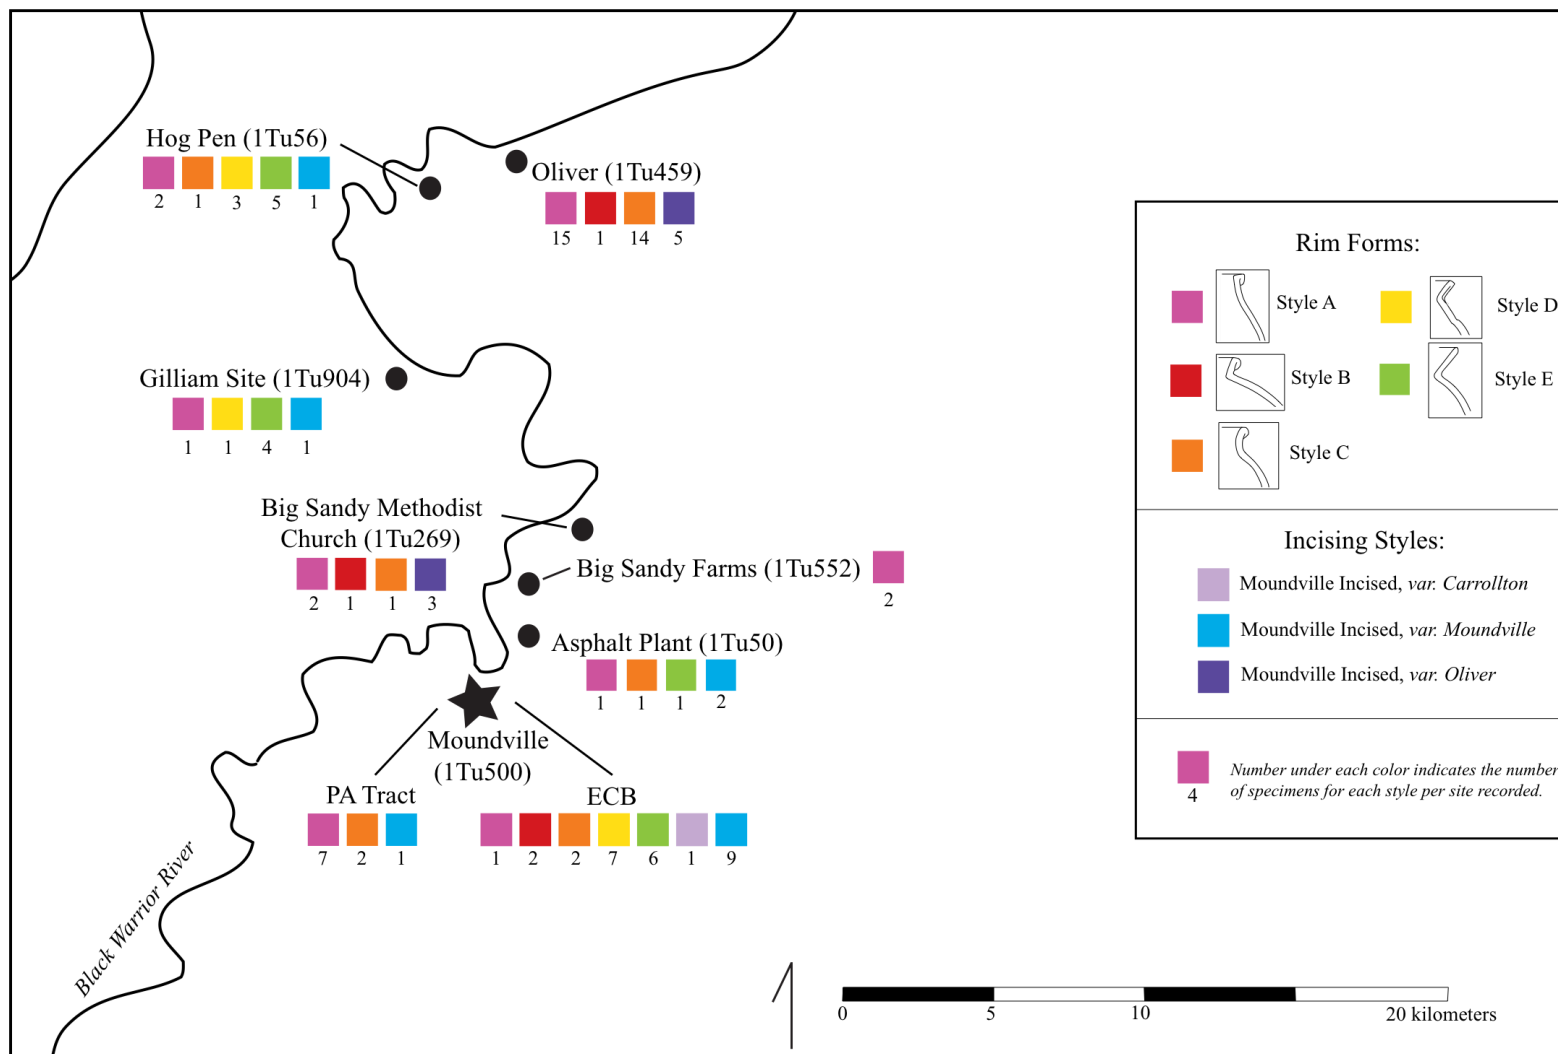 Hog Pen (1Tu56)
2 1 3 5 1
Oliver (1Tu459)
15 1 14 5
Gilliam Site (1Tu904)
1 1 4 1
Big Sandy Methodist
Church (1Tu269)
2 1 1 3
Big Sandy Farms (1Tu552)
2
Asphalt Plant (1Tu50)
1 1 1 2
Moundville
(1Tu500)
PA Tract
7 2 1
ECB
1 2 2 7 6 1 9
Black Warrior River
Rim Forms:
Style A
Style D
Style B
Style E
Style C
Incising Styles:
Moundville Incised, var. Carrollton
Moundville Incised, var. Moundville
Moundville Incised, var. Oliver
4
Number under each color indicates the number
of specimens for each style per site recorded.
0 5 10 20 kilometers